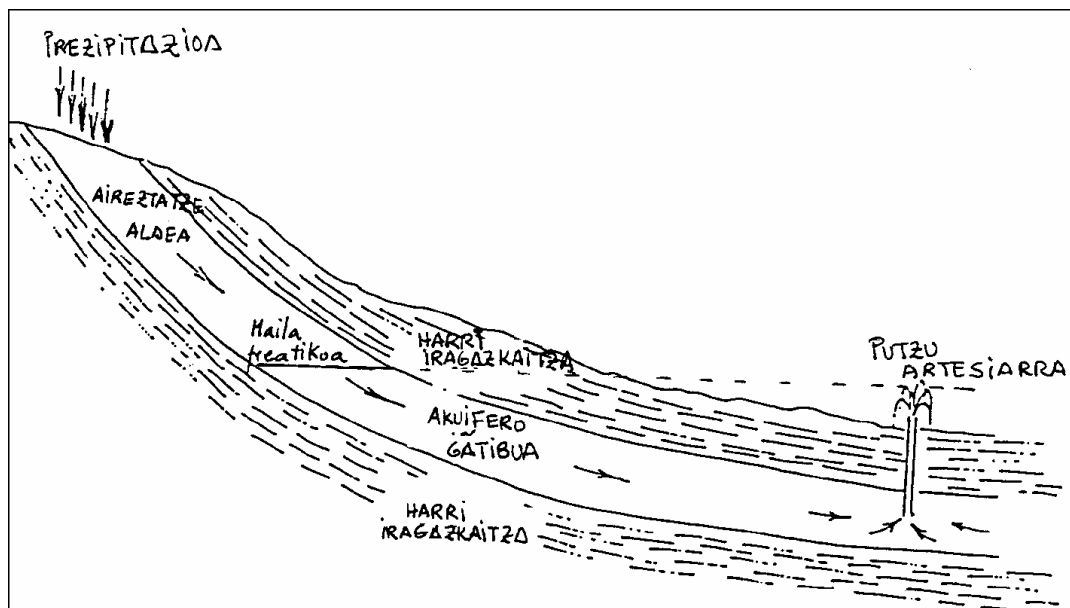 PREZIPITAZIOA
AIREZTATZE
ALDEA
Maila
freatikoa
HARRI
IRAGAZKAITZA
PUTZU
ARTESIARRA
AKUIFERO
GATIBUA
HARRI
IRAGAZKAITZA